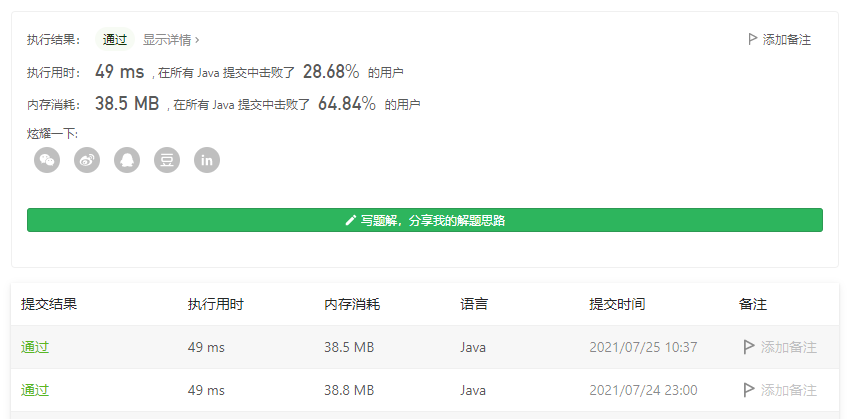 执行结果： 通过 显示详情 › 添加备注
执行用时： 49 ms , 在所有 Java 提交中击败了 28.68% 的用户
内存消耗： 38.5 MB , 在所有 Java 提交中击败了 64.84% 的用户
炫耀一下:
豆 in
写题解，分享我的解题思路
提交结果 执行用时 内存消耗 语言 提交时间 备注
通过 49 ms 38.5 MB Java 2021/07/25 10:37 添加备注
通过 49 ms 38.8 MB Java 2021/07/24 23:00 添加备注